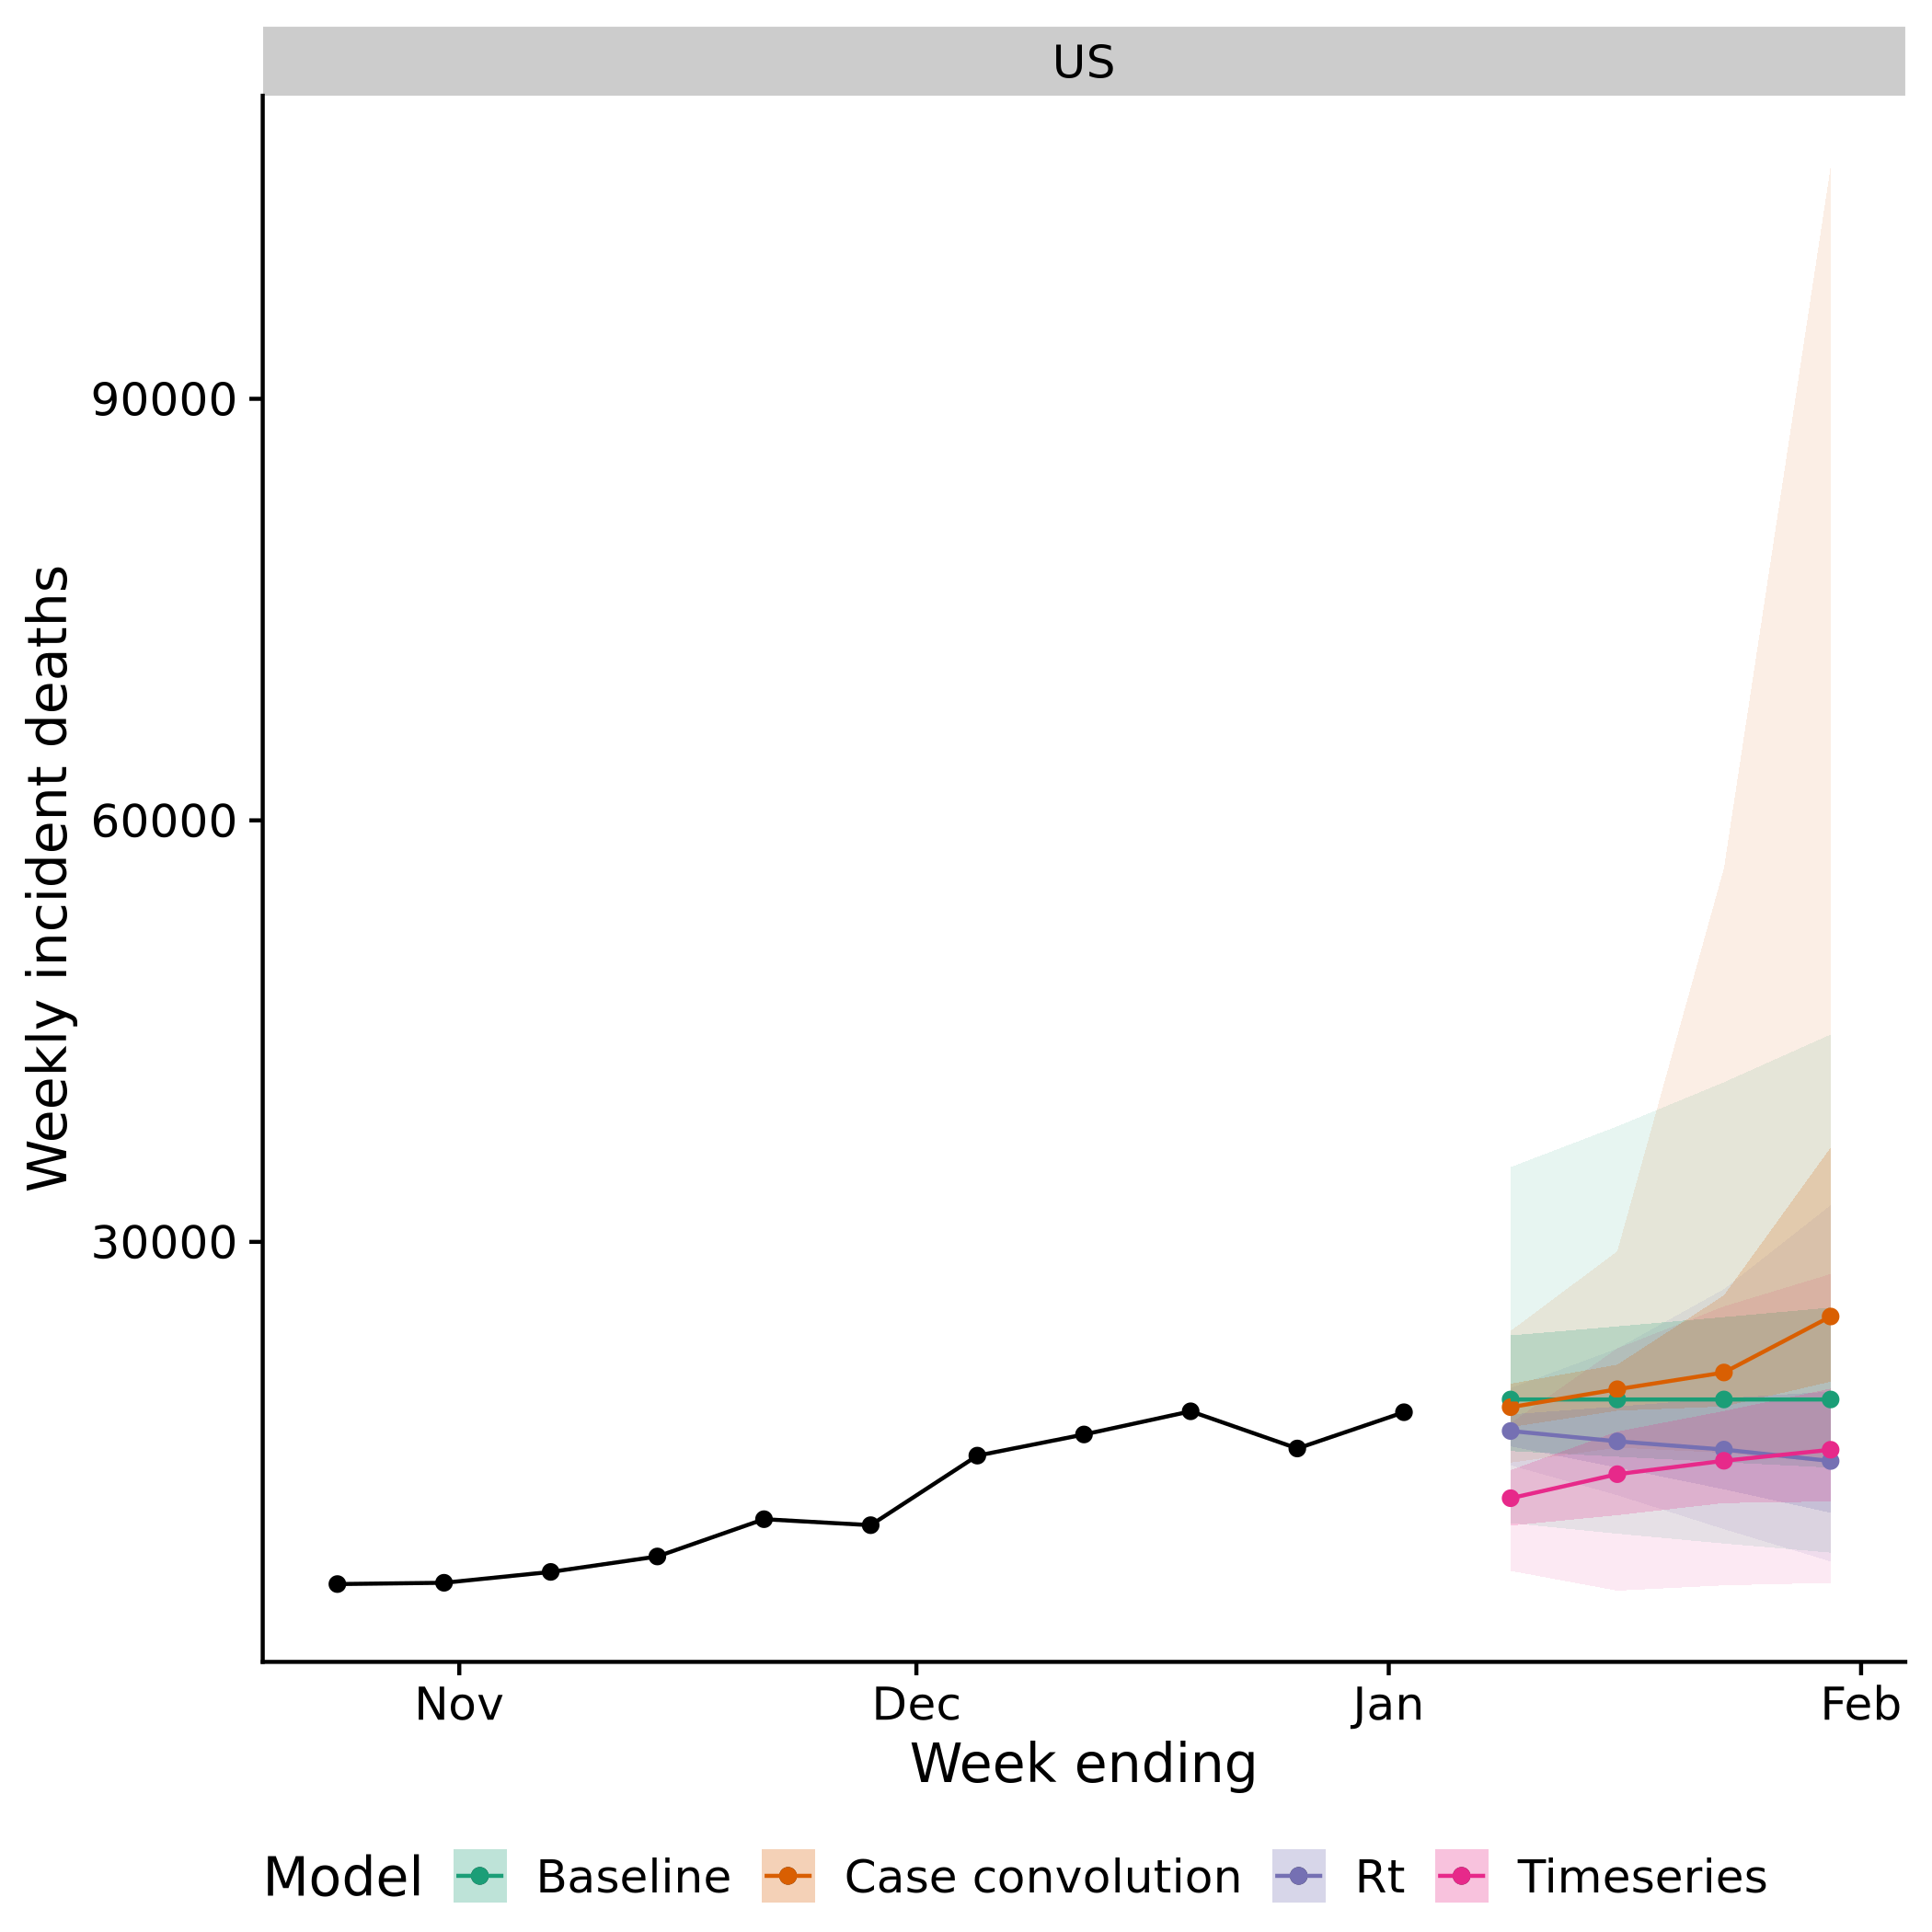 US
Weekly incident deaths
90000
60000
30000
Nov Dec Jan Feb
Week ending
Model Baseline Case convolution Rt Timeseries